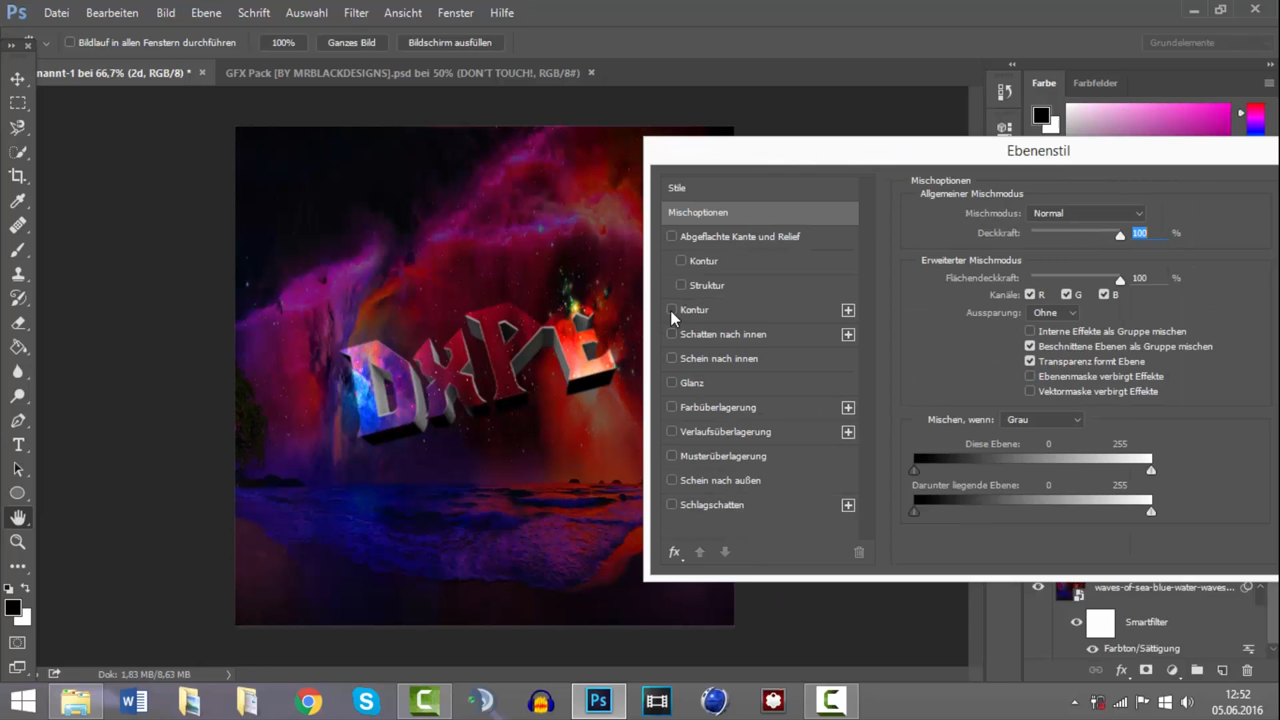 Ps Datei Bearbeiten Bild Ebene Schrift Auswahl Filter Ansicht Fenster Hilfe
Bildlauf in allen Fenstern durchführen 100% Ganzes Bild Bildschirm ausfüllen Grundelemente
nannt-1 bei 66,7% (2d, RGB/8) * × GFX Pack [BY MRBLACKDESIGNS].psd bei 50% (DON'T TOUCH!, RGB/8#) ×
Farbe Farbfelder
Ebenenstil
Stile
Mischoptionen
Abgeflachte Kante und Relief
Kontur
Struktur
Kontur
Schatten nach innen
Schein nach innen
Glanz
Farbüberlagerung
Verlaufsüberlagerung
Musterüberlagerung
Schein nach außen
Schlagschatten
fx
Mischoptionen
Allgemeiner Mischmodus
Mischmodus: Normal
Deckkraft: 100 %
Erweiterter Mischmodus
Flächendeckkraft: 100 %
Kanäle: R G B
Aussparung: Ohne
Interne Effekte als Gruppe mischen
Beschnittene Ebenen als Gruppe mischen
Transparenz formt Ebene
Ebenenmaske verbirgt Effekte
Vektormaske verbirgt Effekte
Mischen, wenn: Grau
Diese Ebene: 0 255
Darunter liegende Ebene: 0 255
DXPE
waves-of-sea-blue-water-waves...
Smartfilter
Farbton/Sättigung
fx
Dok: 1,83 MB/8,63 MB
W Ps
12:52
05.06.2016